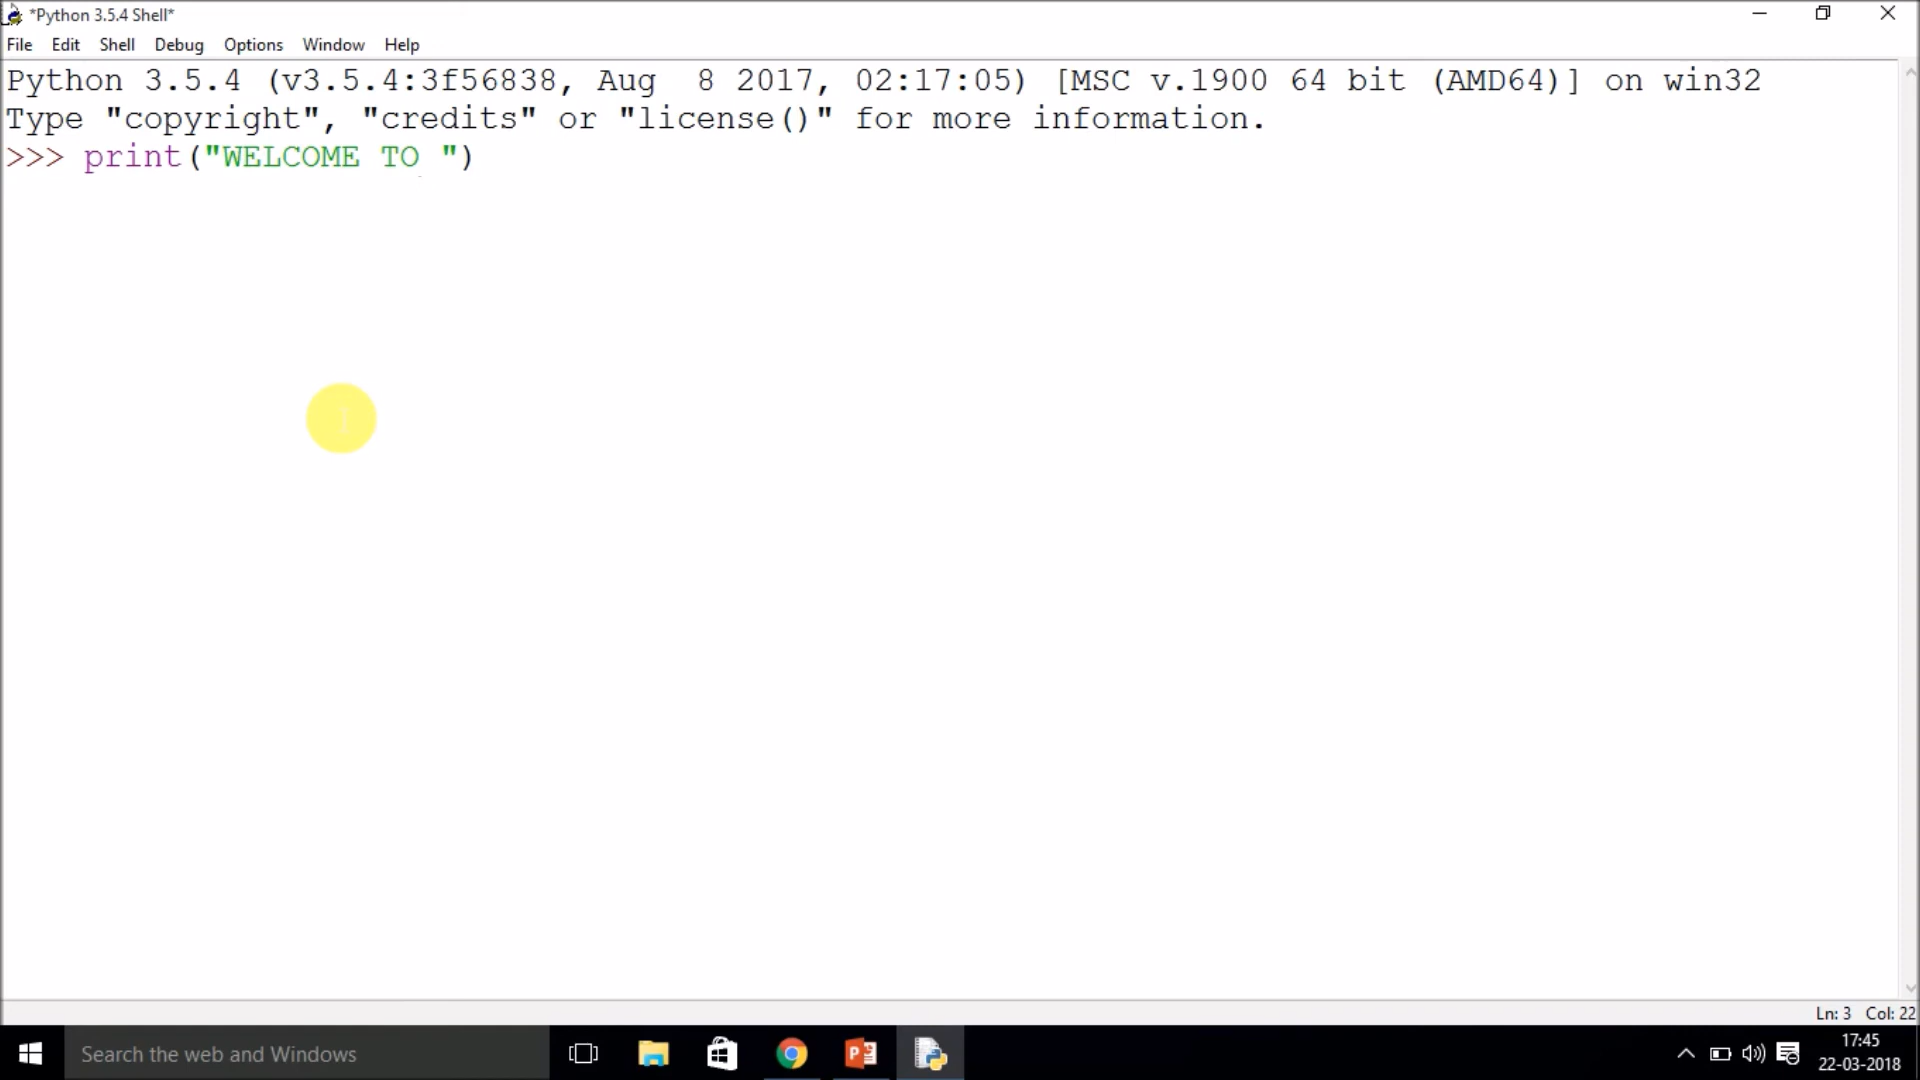 *Python 3.5.4 Shell*
File Edit Shell Debug Options Window Help
Python 3.5.4 (v3.5.4:3f56838, Aug  8 2017, 02:17:05) [MSC v.1900 64 bit (AMD64)] on win32
Type "copyright", "credits" or "license()" for more information.
>>> print("WELCOME TO ")
Ln: 3 Col: 22
Search the web and Windows
17:45
22-03-2018